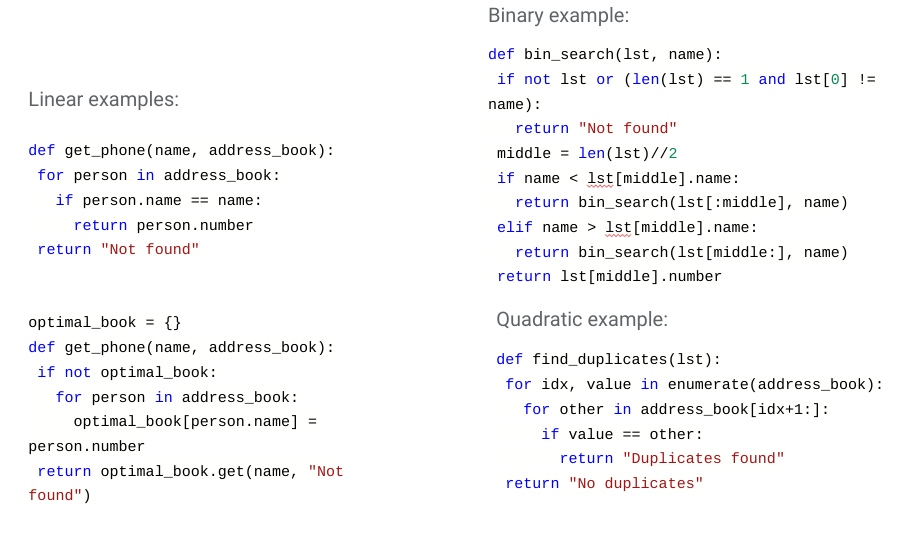 Linear examples:
def get_phone(name, address_book):
 for person in address_book:
   if person.name == name:
     return person.number
 return "Not found"
optimal_book = {}
def get_phone(name, address_book):
 if not optimal_book:
   for person in address_book:
     optimal_book[person.name] =
person.number
 return optimal_book.get(name, "Not
found")
Binary example:
def bin_search(lst, name):
 if not lst or (len(lst) == 1 and lst[0] !=
name):
   return "Not found"
 middle = len(lst)//2
 if name < lst[middle].name:
   return bin_search(lst[:middle], name)
 elif name > lst[middle].name:
   return bin_search(lst[middle:], name)
 return lst[middle].number
Quadratic example:
def find_duplicates(lst):
 for idx, value in enumerate(address_book):
   for other in address_book[idx+1:]:
     if value == other:
       return "Duplicates found"
 return "No duplicates"